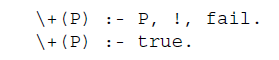 \+(P) :- P, !, fail.
\+(P) :- true.